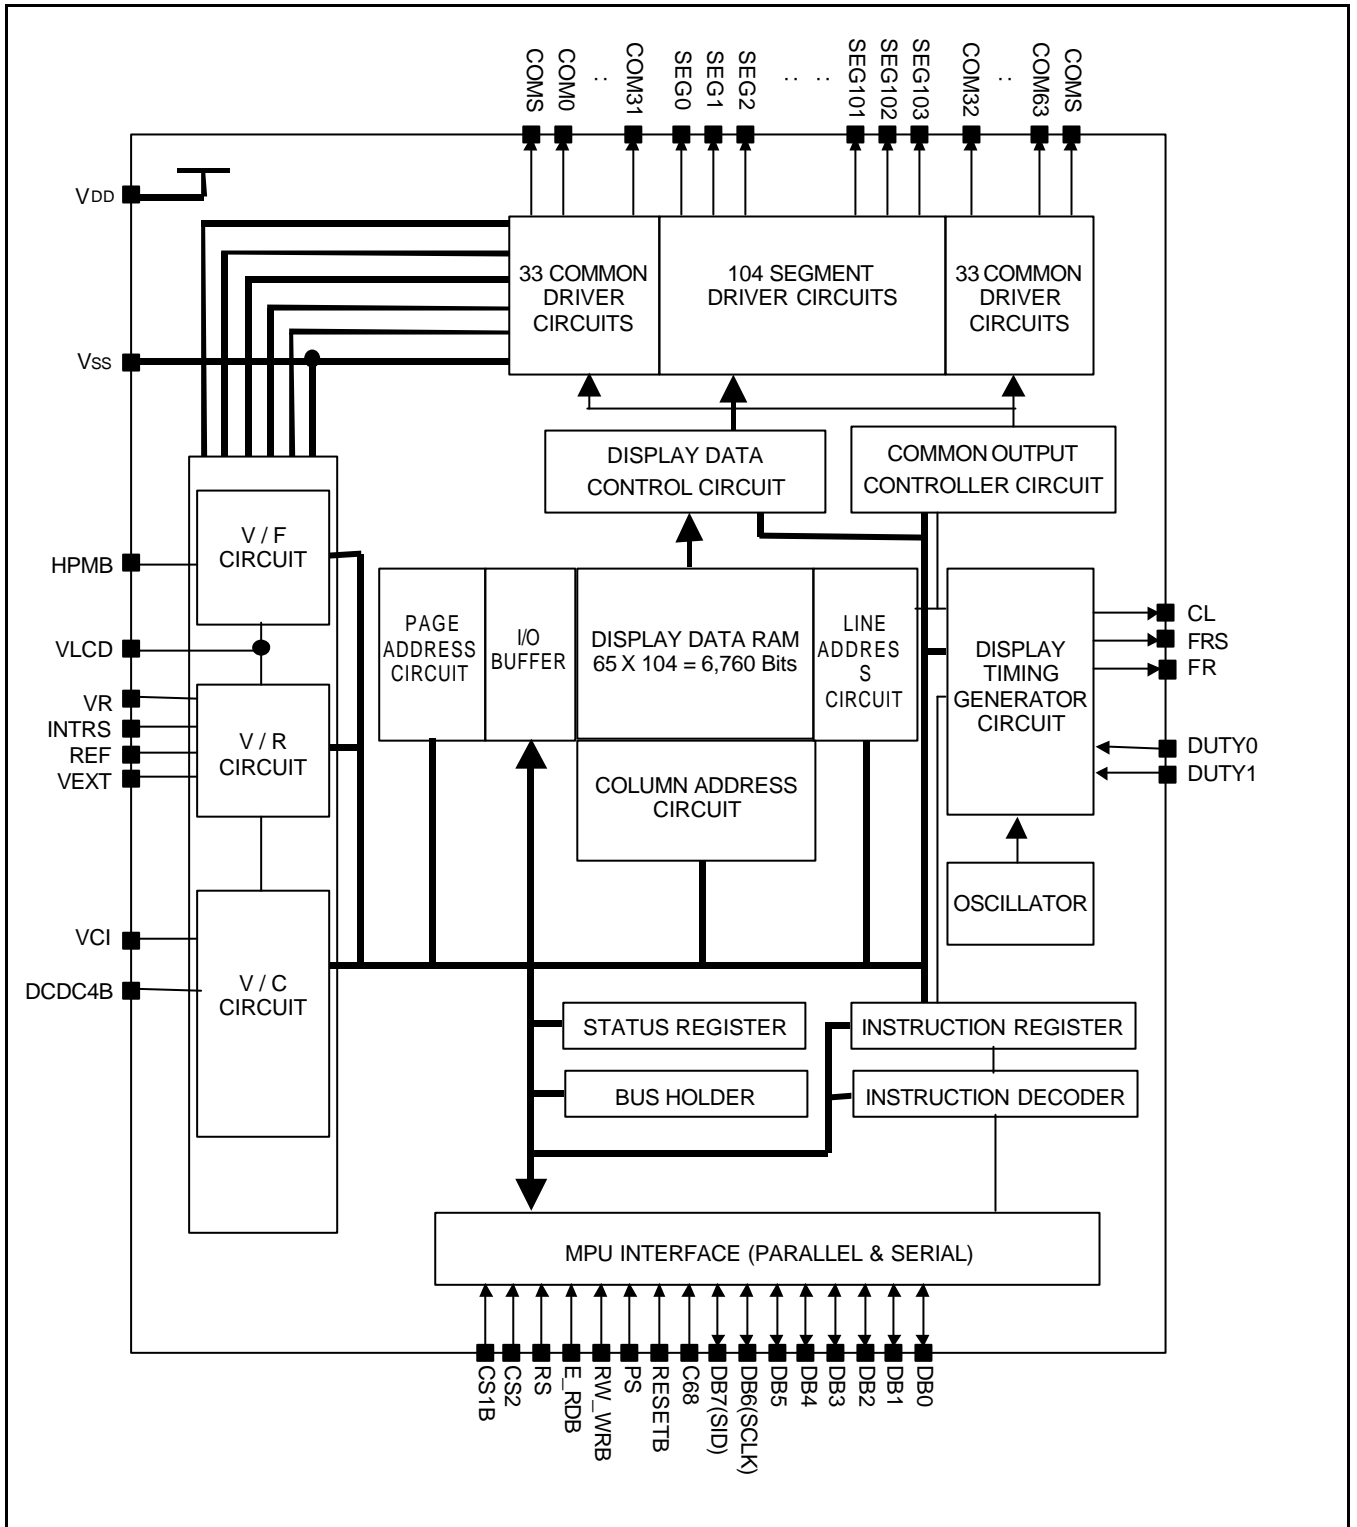 COMS
COM0
: :
COM31
SEG0
SEG1
SEG2
: :
: :
SEG101
SEG102
SEG103
COM32
: :
COM63
COMS
VDD
VSS
33 COMMON
DRIVER
CIRCUITS
104 SEGMENT
DRIVER CIRCUITS
33 COMMON
DRIVER
CIRCUITS
DISPLAY DATA
CONTROL CIRCUIT
COMMON OUTPUT
CONTROLLER CIRCUIT
HPMB
VLCD
VR
INTRS
REF
VEXT
VCI
DCDC4B
V / F
CIRCUIT
V / R
CIRCUIT
V / C
CIRCUIT
PAGE
ADDRESS
CIRCUIT
I/O
BUFFER
DISPLAY DATA RAM
65 X 104 = 6,760 Bits
LINE
ADDRES
S
CIRCUIT
COLUMN ADDRESS
CIRCUIT
DISPLAY
TIMING
GENERATOR
CIRCUIT
OSCILLATOR
CL
FRS
FR
DUTY0
DUTY1
STATUS REGISTER
INSTRUCTION REGISTER
BUS HOLDER
INSTRUCTION DECODER
MPU INTERFACE (PARALLEL & SERIAL)
CS1B
CS2
RS
E_RDB
RW_WRB
PS
RESETB
C68
DB7(SID)
DB6(SCLK)
DB5
DB4
DB3
DB2
DB1
DB0